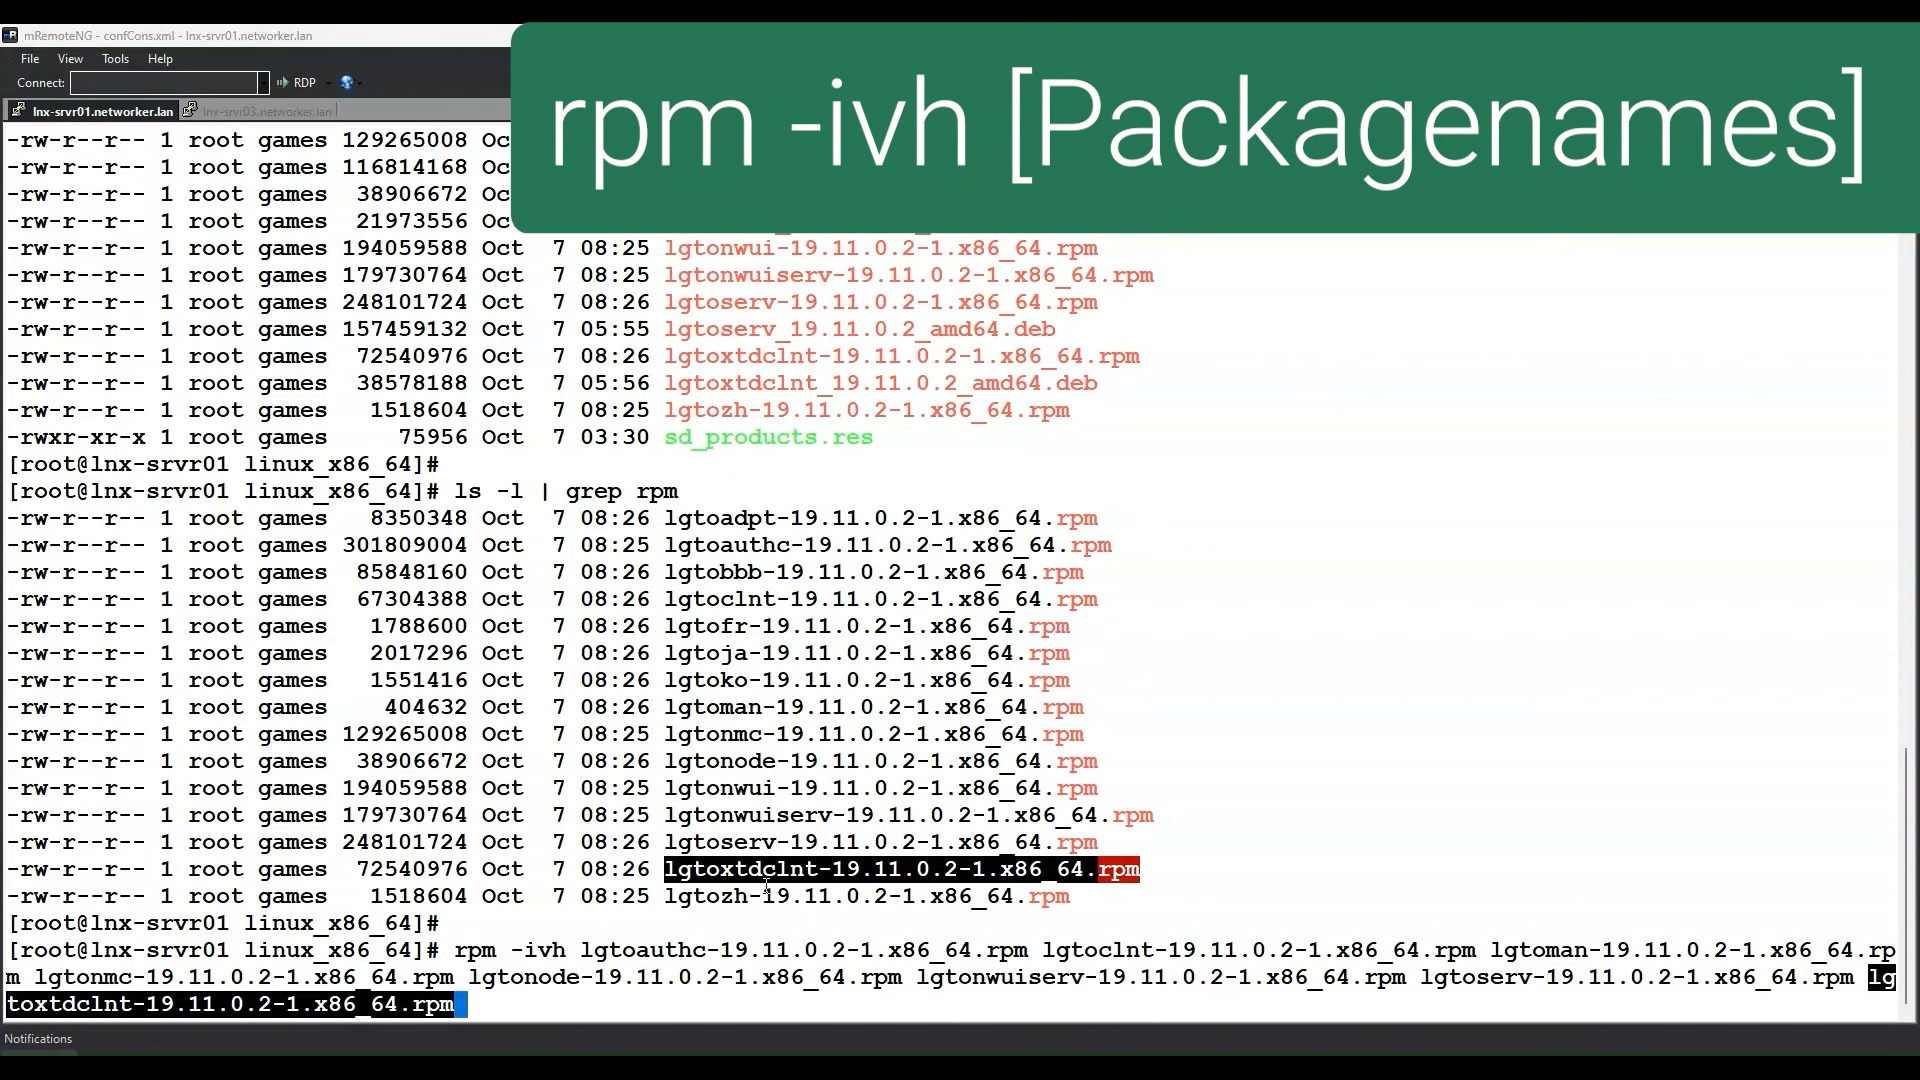 mRemoteNG - confCons.xml - lnx-srvr01.networker.lan
File View Tools Help
Connect: RDP
lnx-srvr01.networker.lan lnx-srvr03.networker.lan
rpm -ivh [Packagenames]
-rw-r--r-- 1 root games 129265008 Oc
-rw-r--r-- 1 root games 116814168 Oc
-rw-r--r-- 1 root games 38906672 Oc
-rw-r--r-- 1 root games 21973556 Oc
-rw-r--r-- 1 root games 194059588 Oct 7 08:25 lgtonwui-19.11.0.2-1.x86_64.rpm
-rw-r--r-- 1 root games 179730764 Oct 7 08:25 lgtonwuiserv-19.11.0.2-1.x86_64.rpm
-rw-r--r-- 1 root games 248101724 Oct 7 08:26 lgtoserv-19.11.0.2-1.x86_64.rpm
-rw-r--r-- 1 root games 157459132 Oct 7 05:55 lgtoserv_19.11.0.2_amd64.deb
-rw-r--r-- 1 root games 72540976 Oct 7 08:26 lgtoxtdclnt-19.11.0.2-1.x86_64.rpm
-rw-r--r-- 1 root games 38578188 Oct 7 05:56 lgtoxtdclnt_19.11.0.2_amd64.deb
-rw-r--r-- 1 root games 1518604 Oct 7 08:25 lgtozh-19.11.0.2-1.x86_64.rpm
-rwxr-xr-x 1 root games 75956 Oct 7 03:30 sd_products.res
[root@lnx-srvr01 linux_x86_64]#
[root@lnx-srvr01 linux_x86_64]# ls -l | grep rpm
-rw-r--r-- 1 root games 8350348 Oct 7 08:26 lgtoadpt-19.11.0.2-1.x86_64.rpm
-rw-r--r-- 1 root games 301809004 Oct 7 08:25 lgtoauthc-19.11.0.2-1.x86_64.rpm
-rw-r--r-- 1 root games 85848160 Oct 7 08:26 lgtobbb-19.11.0.2-1.x86_64.rpm
-rw-r--r-- 1 root games 67304388 Oct 7 08:26 lgtoclnt-19.11.0.2-1.x86_64.rpm
-rw-r--r-- 1 root games 1788600 Oct 7 08:26 lgtofr-19.11.0.2-1.x86_64.rpm
-rw-r--r-- 1 root games 2017296 Oct 7 08:26 lgtoja-19.11.0.2-1.x86_64.rpm
-rw-r--r-- 1 root games 1551416 Oct 7 08:26 lgtoko-19.11.0.2-1.x86_64.rpm
-rw-r--r-- 1 root games 404632 Oct 7 08:26 lgtoman-19.11.0.2-1.x86_64.rpm
-rw-r--r-- 1 root games 129265008 Oct 7 08:25 lgtonmc-19.11.0.2-1.x86_64.rpm
-rw-r--r-- 1 root games 38906672 Oct 7 08:26 lgtonode-19.11.0.2-1.x86_64.rpm
-rw-r--r-- 1 root games 194059588 Oct 7 08:25 lgtonwui-19.11.0.2-1.x86_64.rpm
-rw-r--r-- 1 root games 179730764 Oct 7 08:25 lgtonwuiserv-19.11.0.2-1.x86_64.rpm
-rw-r--r-- 1 root games 248101724 Oct 7 08:26 lgtoserv-19.11.0.2-1.x86_64.rpm
-rw-r--r-- 1 root games 72540976 Oct 7 08:26 lgtoxtdclnt-19.11.0.2-1.x86_64.rpm
-rw-r--r-- 1 root games 1518604 Oct 7 08:25 lgtozh-19.11.0.2-1.x86_64.rpm
[root@lnx-srvr01 linux_x86_64]#
[root@lnx-srvr01 linux_x86_64]# rpm -ivh lgtoauthc-19.11.0.2-1.x86_64.rpm lgtoclnt-19.11.0.2-1.x86_64.rpm lgtoman-19.11.0.2-1.x86_64.rp
m lgtonmc-19.11.0.2-1.x86_64.rpm lgtonode-19.11.0.2-1.x86_64.rpm lgtonwuiserv-19.11.0.2-1.x86_64.rpm lgtoserv-19.11.0.2-1.x86_64.rpm lg
toxtdclnt-19.11.0.2-1.x86_64.rpm
Notifications